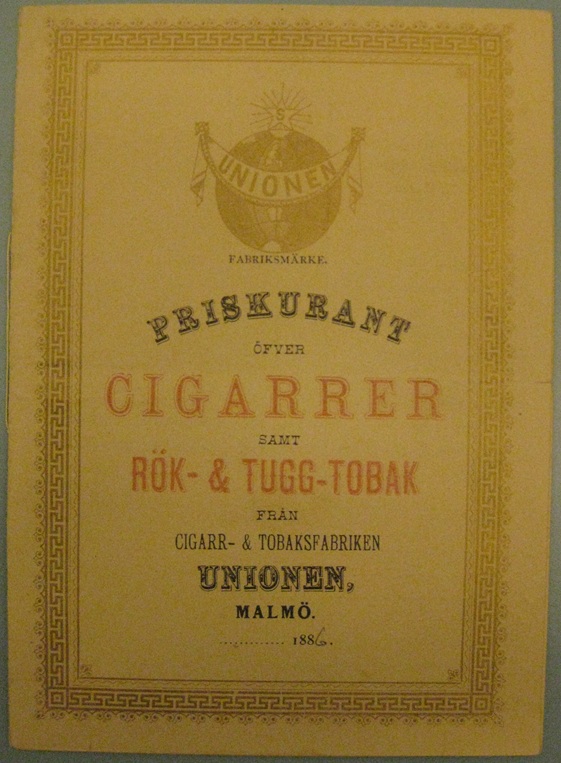 S
UNIONEN
FABRIKSMÄRKE.
PRISKURANT
ÖFVER
CIGARRER
SAMT
RÖK- & TUGG-TOBAK
FRÅN
CIGARR- & TOBAKSFABRIKEN
UNIONEN,
MALMÖ.
............ 1886.